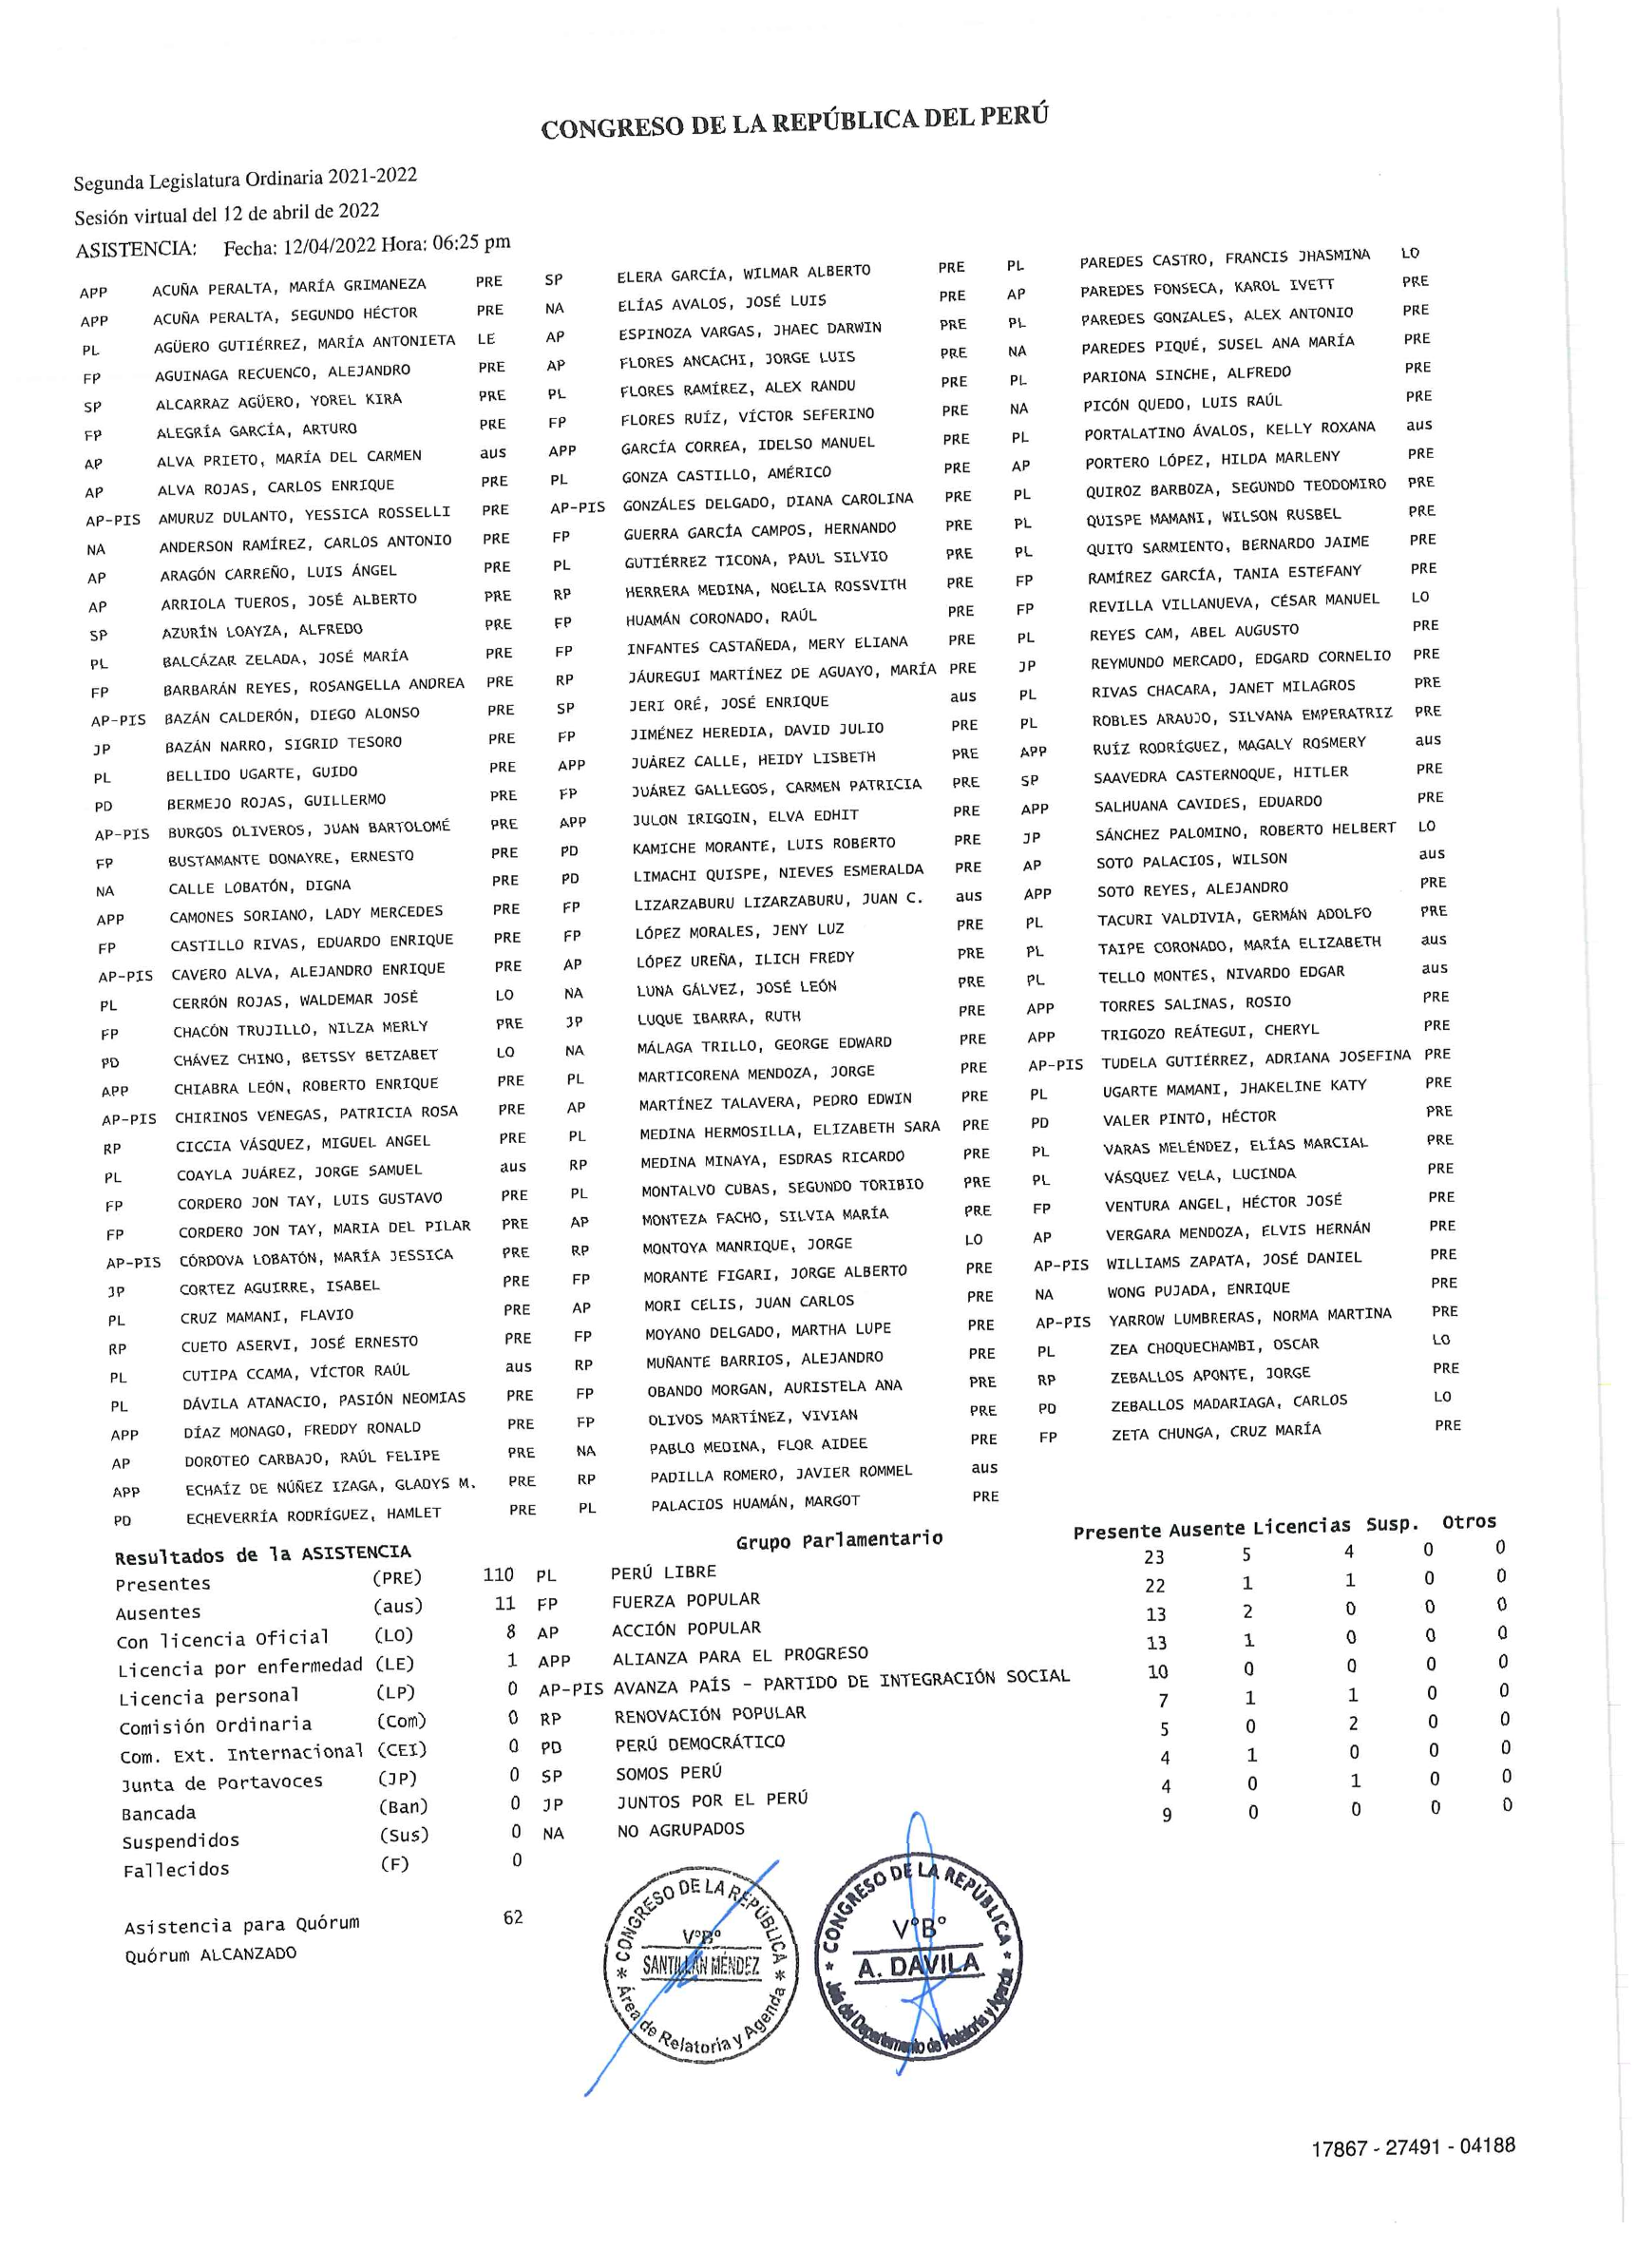 CONGRESO DE LA REPÚBLICA DEL PERÚ
Segunda Legislatura Ordinaria 2021-2022
Sesión virtual del 12 de abril de 2022
ASISTENCIA: Fecha: 12/04/2022 Hora: 06:25 pm
APP ACUÑA PERALTA, MARÍA GRIMANEZA PRE SP ELERA GARCÍA, WILMAR ALBERTO PRE PL PAREDES CASTRO, FRANCIS JHASMINA LO
APP ACUÑA PERALTA, SEGUNDO HÉCTOR PRE NA ELÍAS AVALOS, JOSÉ LUIS PRE AP PAREDES FONSECA, KAROL IVETT PRE
PL AGÜERO GUTIÉRREZ, MARÍA ANTONIETA LE AP ESPINOZA VARGAS, JHAEC DARWIN PRE PL PAREDES GONZALES, ALEX ANTONIO PRE
FP AGUINAGA RECUENCO, ALEJANDRO PRE AP FLORES ANCACHI, JORGE LUIS PRE NA PAREDES PIQUÉ, SUSEL ANA MARÍA PRE
SP ALCARRAZ AGÜERO, YOREL KIRA PRE PL FLORES RAMÍREZ, ALEX RANDU PRE PL PARIONA SINCHE, ALFREDO PRE
FP ALEGRÍA GARCÍA, ARTURO PRE FP FLORES RUÍZ, VÍCTOR SEFERINO PRE NA PICÓN QUEDO, LUIS RAÚL PRE
AP ALVA PRIETO, MARÍA DEL CARMEN aus APP GARCÍA CORREA, IDELSO MANUEL PRE PL PORTALATINO ÁVALOS, KELLY ROXANA aus
AP ALVA ROJAS, CARLOS ENRIQUE PRE PL GONZA CASTILLO, AMÉRICO PRE AP PORTERO LÓPEZ, HILDA MARLENY PRE
AP-PIS AMURUZ DULANTO, YESSICA ROSSELLI PRE AP-PIS GONZÁLES DELGADO, DIANA CAROLINA PRE PL QUIROZ BARBOZA, SEGUNDO TEODOMIRO PRE
NA ANDERSON RAMÍREZ, CARLOS ANTONIO PRE FP GUERRA GARCÍA CAMPOS, HERNANDO PRE PL QUISPE MAMANI, WILSON RUSBEL PRE
AP ARAGÓN CARREÑO, LUIS ÁNGEL PRE PL GUTIÉRREZ TICONA, PAUL SILVIO PRE PL QUITO SARMIENTO, BERNARDO JAIME PRE
AP ARRIOLA TUEROS, JOSÉ ALBERTO PRE RP HERRERA MEDINA, NOELIA ROSSVITH PRE FP RAMÍREZ GARCÍA, TANIA ESTEFANY PRE
SP AZURÍN LOAYZA, ALFREDO PRE FP HUAMÁN CORONADO, RAÚL PRE FP REVILLA VILLANUEVA, CÉSAR MANUEL LO
PL BALCÁZAR ZELADA, JOSÉ MARÍA PRE FP INFANTES CASTAÑEDA, MERY ELIANA PRE PL REYES CAM, ABEL AUGUSTO PRE
FP BARBARÁN REYES, ROSANGELLA ANDREA PRE RP JÁUREGUI MARTÍNEZ DE AGUAYO, MARÍA PRE JP REYMUNDO MERCADO, EDGARD CORNELIO PRE
AP-PIS BAZÁN CALDERÓN, DIEGO ALONSO PRE SP JERI ORÉ, JOSÉ ENRIQUE aus PL RIVAS CHACARA, JANET MILAGROS PRE
JP BAZÁN NARRO, SIGRID TESORO PRE FP JIMÉNEZ HEREDIA, DAVID JULIO PRE PL ROBLES ARAUJO, SILVANA EMPERATRIZ PRE
PL BELLIDO UGARTE, GUIDO PRE APP JUÁREZ CALLE, HEIDY LISBETH PRE APP RUÍZ RODRÍGUEZ, MAGALY ROSMERY aus
PD BERMEJO ROJAS, GUILLERMO PRE FP JUÁREZ GALLEGOS, CARMEN PATRICIA PRE SP SAAVEDRA CASTERNOQUE, HITLER PRE
AP-PIS BURGOS OLIVEROS, JUAN BARTOLOMÉ PRE APP JULON IRIGOIN, ELVA EDHIT PRE APP SALHUANA CAVIDES, EDUARDO PRE
FP BUSTAMANTE DONAYRE, ERNESTO PRE PD KAMICHE MORANTE, LUIS ROBERTO PRE JP SÁNCHEZ PALOMINO, ROBERTO HELBERT LO
NA CALLE LOBATÓN, DIGNA PRE PD LIMACHI QUISPE, NIEVES ESMERALDA PRE AP SOTO PALACIOS, WILSON aus
APP CAMONES SORIANO, LADY MERCEDES PRE FP LIZARZABURU LIZARZABURU, JUAN C. aus APP SOTO REYES, ALEJANDRO PRE
FP CASTILLO RIVAS, EDUARDO ENRIQUE PRE FP LÓPEZ MORALES, JENY LUZ PRE PL TACURI VALDIVIA, GERMÁN ADOLFO PRE
AP-PIS CAVERO ALVA, ALEJANDRO ENRIQUE PRE AP LÓPEZ UREÑA, ILICH FREDY PRE PL TAIPE CORONADO, MARÍA ELIZABETH aus
PL CERRÓN ROJAS, WALDEMAR JOSÉ LO NA LUNA GÁLVEZ, JOSÉ LEÓN PRE PL TELLO MONTES, NIVARDO EDGAR aus
FP CHACÓN TRUJILLO, NILZA MERLY PRE JP LUQUE IBARRA, RUTH PRE APP TORRES SALINAS, ROSIO PRE
PD CHÁVEZ CHINO, BETSSY BETZABET LO NA MÁLAGA TRILLO, GEORGE EDWARD PRE APP TRIGOZO REÁTEGUI, CHERYL PRE
APP CHIABRA LEÓN, ROBERTO ENRIQUE PRE PL MARTICORENA MENDOZA, JORGE PRE AP-PIS TUDELA GUTIÉRREZ, ADRIANA JOSEFINA PRE
AP-PIS CHIRINOS VENEGAS, PATRICIA ROSA PRE AP MARTÍNEZ TALAVERA, PEDRO EDWIN PRE PL UGARTE MAMANI, JHAKELINE KATY PRE
RP CICCIA VÁSQUEZ, MIGUEL ANGEL PRE PL MEDINA HERMOSILLA, ELIZABETH SARA PRE PD VALER PINTO, HÉCTOR PRE
PL COAYLA JUÁREZ, JORGE SAMUEL aus RP MEDINA MINAYA, ESDRAS RICARDO PRE PL VARAS MELÉNDEZ, ELÍAS MARCIAL PRE
FP CORDERO JON TAY, LUIS GUSTAVO PRE PL MONTALVO CUBAS, SEGUNDO TORIBIO PRE PL VÁSQUEZ VELA, LUCINDA PRE
FP CORDERO JON TAY, MARIA DEL PILAR PRE AP MONTEZA FACHO, SILVIA MARÍA PRE FP VENTURA ANGEL, HÉCTOR JOSÉ PRE
AP-PIS CÓRDOVA LOBATÓN, MARÍA JESSICA PRE RP MONTOYA MANRIQUE, JORGE LO AP VERGARA MENDOZA, ELVIS HERNÁN PRE
JP CORTEZ AGUIRRE, ISABEL PRE FP MORANTE FIGARI, JORGE ALBERTO PRE AP-PIS WILLIAMS ZAPATA, JOSÉ DANIEL PRE
PL CRUZ MAMANI, FLAVIO PRE AP MORI CELIS, JUAN CARLOS PRE NA WONG PUJADA, ENRIQUE PRE
RP CUETO ASERVI, JOSÉ ERNESTO PRE FP MOYANO DELGADO, MARTHA LUPE PRE AP-PIS YARROW LUMBRERAS, NORMA MARTINA PRE
PL CUTIPA CCAMA, VÍCTOR RAÚL aus RP MUÑANTE BARRIOS, ALEJANDRO PRE PL ZEA CHOQUECHAMBI, OSCAR LO
PL DÁVILA ATANACIO, PASIÓN NEOMIAS PRE FP OBANDO MORGAN, AURISTELA ANA PRE RP ZEBALLOS APONTE, JORGE PRE
APP DÍAZ MONAGO, FREDDY RONALD PRE FP OLIVOS MARTÍNEZ, VIVIAN PRE PD ZEBALLOS MADARIAGA, CARLOS LO
AP DOROTEO CARBAJO, RAÚL FELIPE PRE NA PABLO MEDINA, FLOR AIDEE PRE FP ZETA CHUNGA, CRUZ MARÍA PRE
APP ECHAÍZ DE NÚÑEZ IZAGA, GLADYS M. PRE RP PADILLA ROMERO, JAVIER ROMMEL aus
PD ECHEVERRÍA RODRÍGUEZ, HAMLET PRE PL PALACIOS HUAMÁN, MARGOT PRE
Resultados de la ASISTENCIA Grupo Parlamentario Presente Ausente Licencias Susp. Otros
Presentes (PRE) 110 PL PERÚ LIBRE 23 5 4 0 0
Ausentes (aus) 11 FP FUERZA POPULAR 22 1 1 0 0
Con licencia Oficial (LO) 8 AP ACCIÓN POPULAR 13 2 0 0 0
Licencia por enfermedad (LE) 1 APP ALIANZA PARA EL PROGRESO 13 1 0 0 0
Licencia personal (LP) 0 AP-PIS AVANZA PAÍS - PARTIDO DE INTEGRACIÓN SOCIAL 10 0 0 0 0
Comisión Ordinaria (Com) 0 RP RENOVACIÓN POPULAR 7 1 1 0 0
Com. Ext. Internacional (CEI) 0 PD PERÚ DEMOCRÁTICO 5 0 2 0 0
Junta de Portavoces (JP) 0 SP SOMOS PERÚ 4 1 0 0 0
Bancada (Ban) 0 JP JUNTOS POR EL PERÚ 4 0 1 0 0
Suspendidos (Sus) 0 NA NO AGRUPADOS 9 0 0 0 0
Fallecidos (F) 0
Asistencia para Quórum 62
Quórum ALCANZADO
CONGRESO DE LA REPÚBLICA
V°B°
SANTILLÁN MÉNDEZ
Área de Relatoría y Agenda
CONGRESO DE LA REPÚBLICA
V°B°
A. DAVILA
Jefa del Departamento de Relatoría y Agenda
17867 - 27491 - 04188